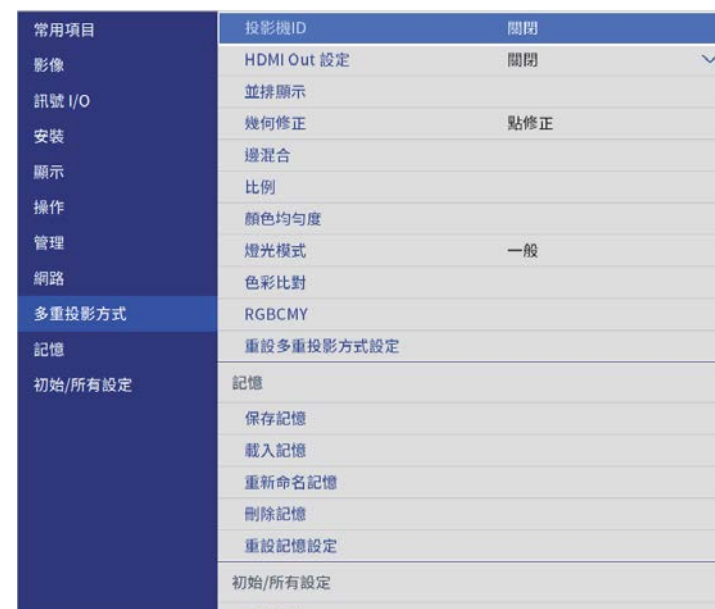 常用項目
影像
訊號 I/O
安裝
顯示
操作
管理
網路
多重投影方式
記憶
初始/所有設定
投影機ID 關閉
HDMI Out 設定 關閉
並排顯示
幾何修正 點修正
邊混合
比例
顏色均勻度
燈光模式 一般
色彩比對
RGBCMY
重設多重投影方式設定
記憶
保存記憶
載入記憶
重新命名記憶
刪除記憶
重設記憶設定
初始/所有設定